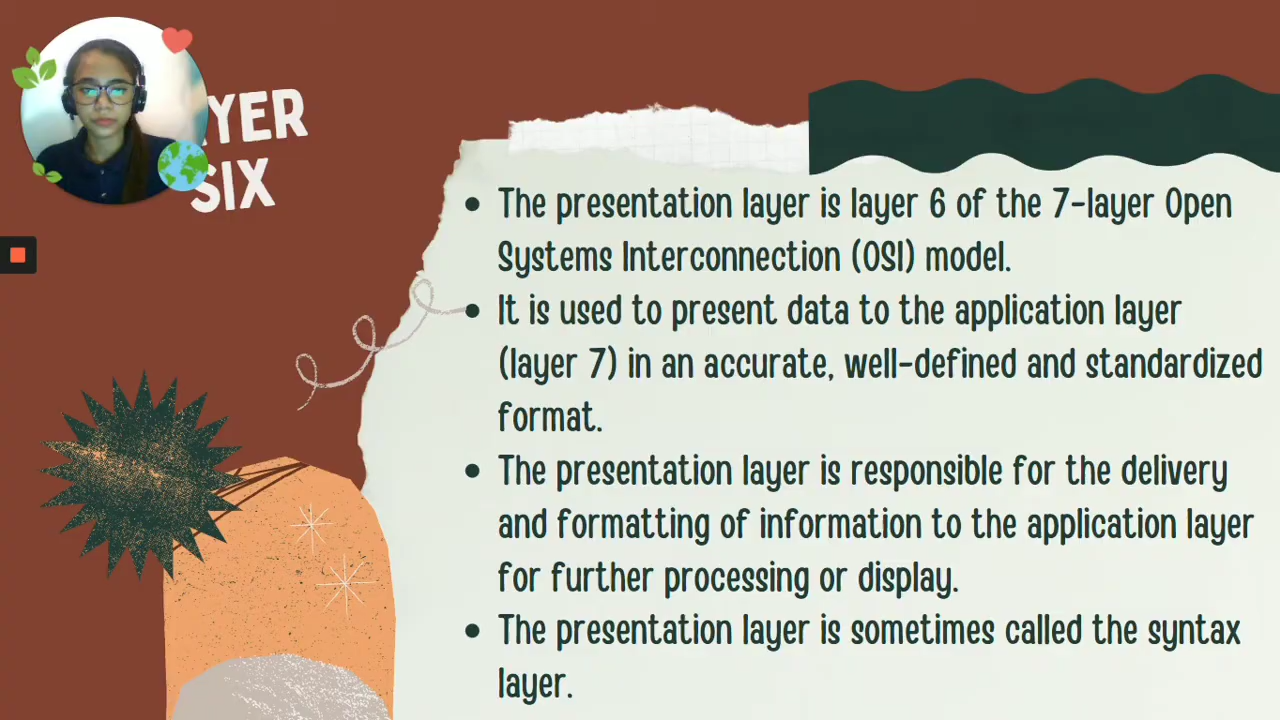 YER
SIX
• The presentation layer is layer 6 of the 7-layer Open
Systems Interconnection (OSI) model.
• It is used to present data to the application layer
(layer 7) in an accurate, well-defined and standardized
format.
• The presentation layer is responsible for the delivery
and formatting of information to the application layer
for further processing or display.
• The presentation layer is sometimes called the syntax
layer.